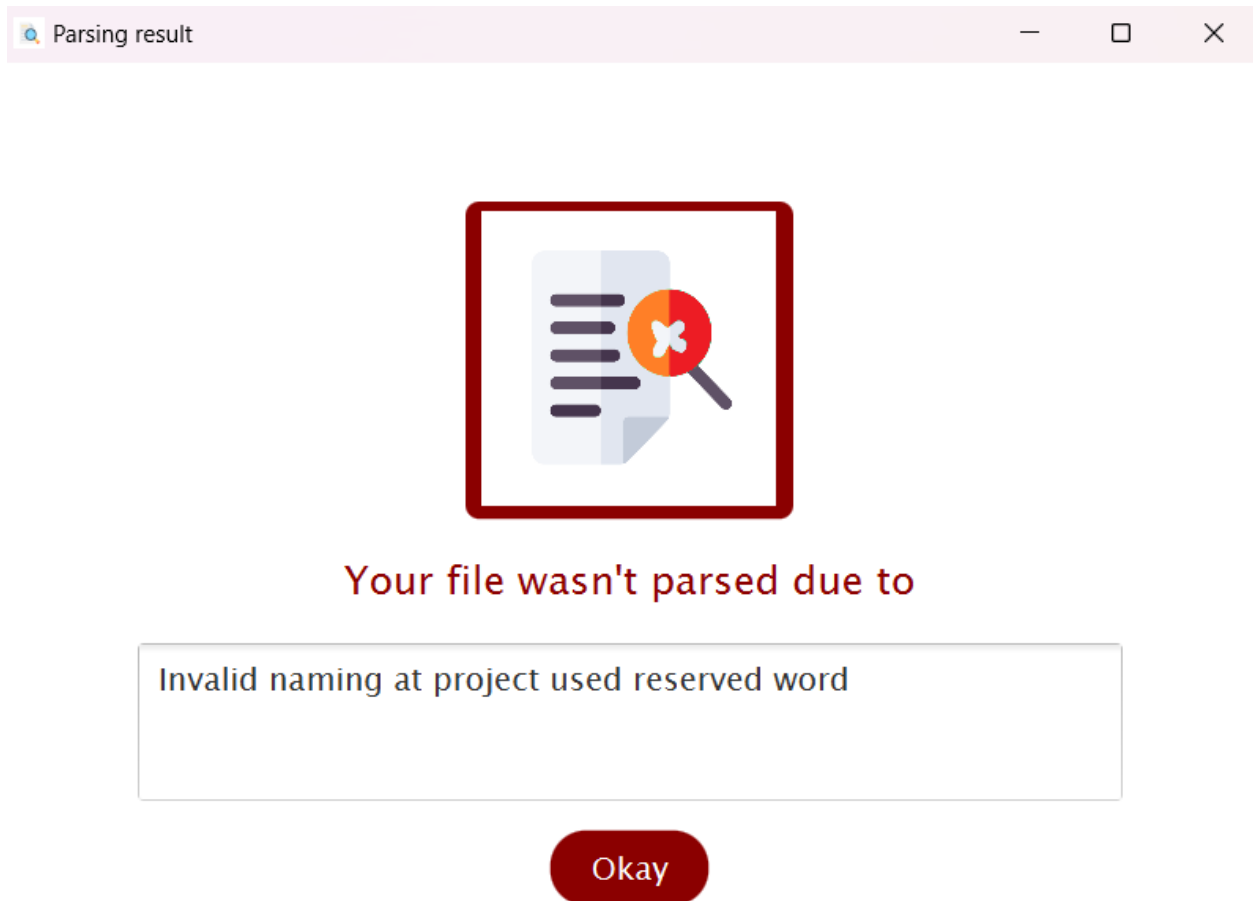 Parsing result
Your file wasn't parsed due to
Invalid naming at project used reserved word
Okay